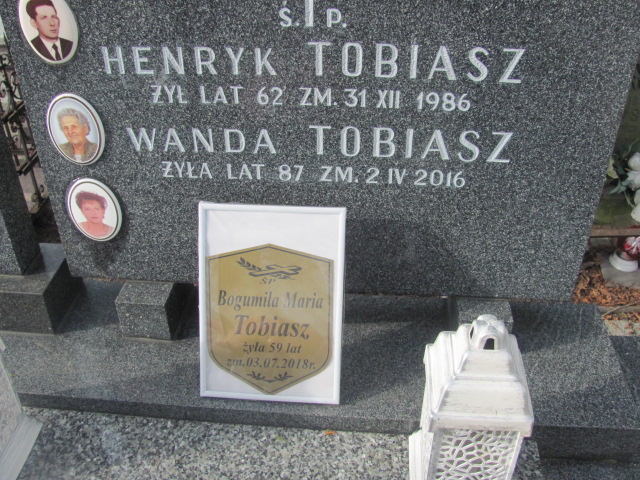 Ś.P.
HENRYK TOBIASZ
ŻYŁ LAT 62 ZM. 31 XII 1986
WANDA TOBIASZ
ŻYŁA LAT 87 ZM. 2 IV 2016
ŚP
Bogumiła Maria
Tobiasz
żyła 59 lat
zm.03.07.2018r.